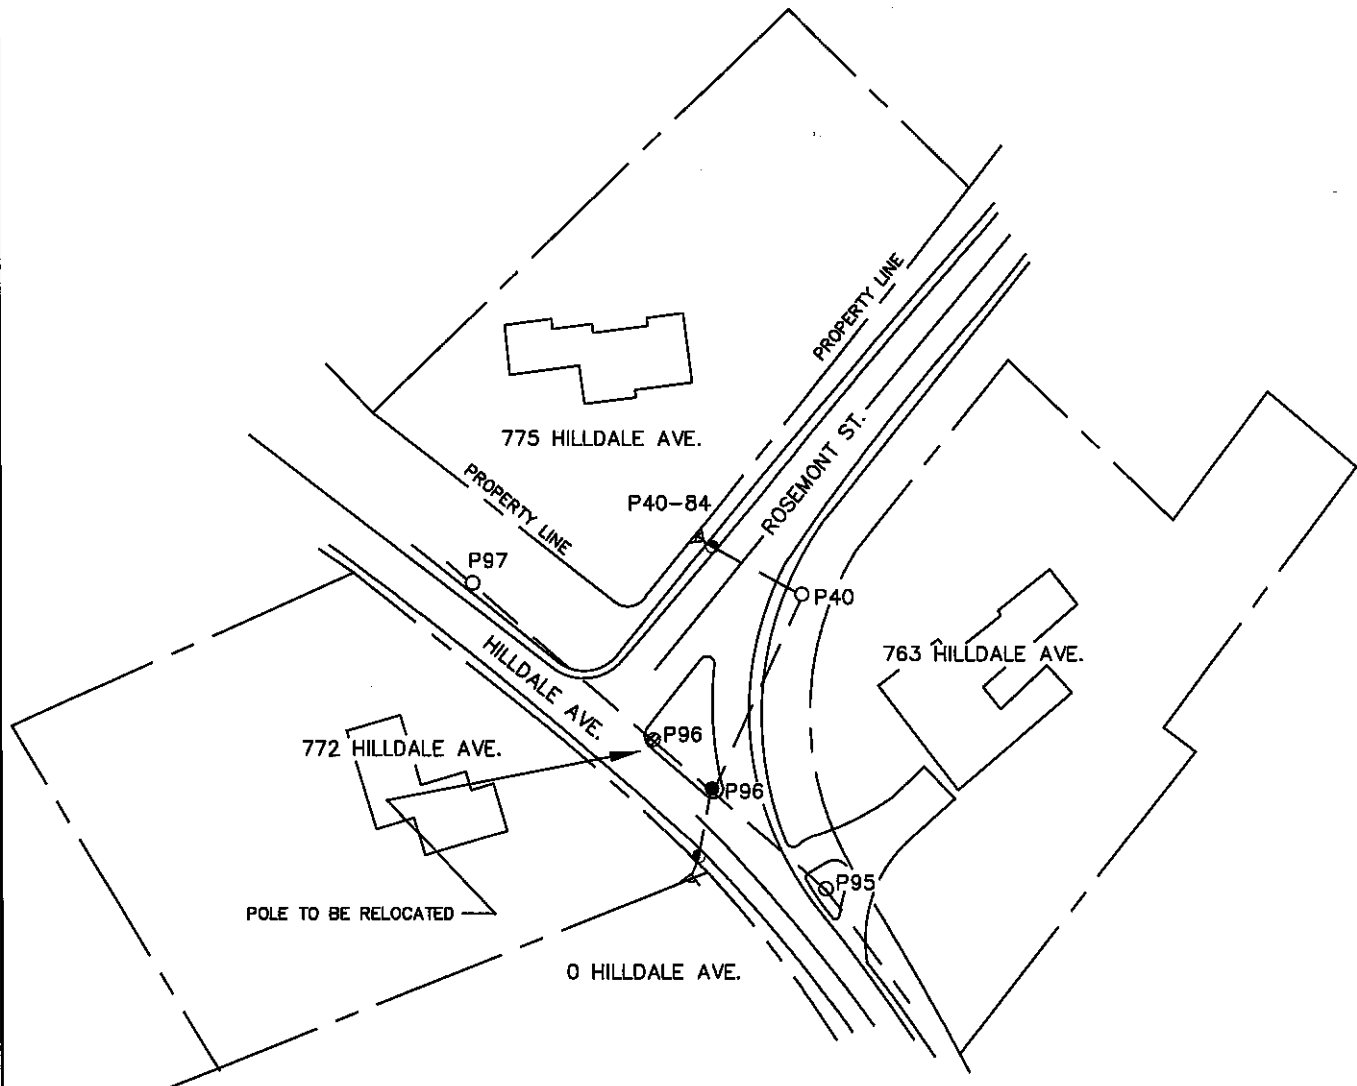 PROPERTY LINE
775 HILLDALE AVE.
ROSEMONT ST.
PROPERTY LINE
P40-84
P97
P40
HILLDALE AVE.
763 HILLDALE AVE.
772 HILLDALE AVE.
P96
P96
P95
POLE TO BE RELOCATED
0 HILLDALE AVE.